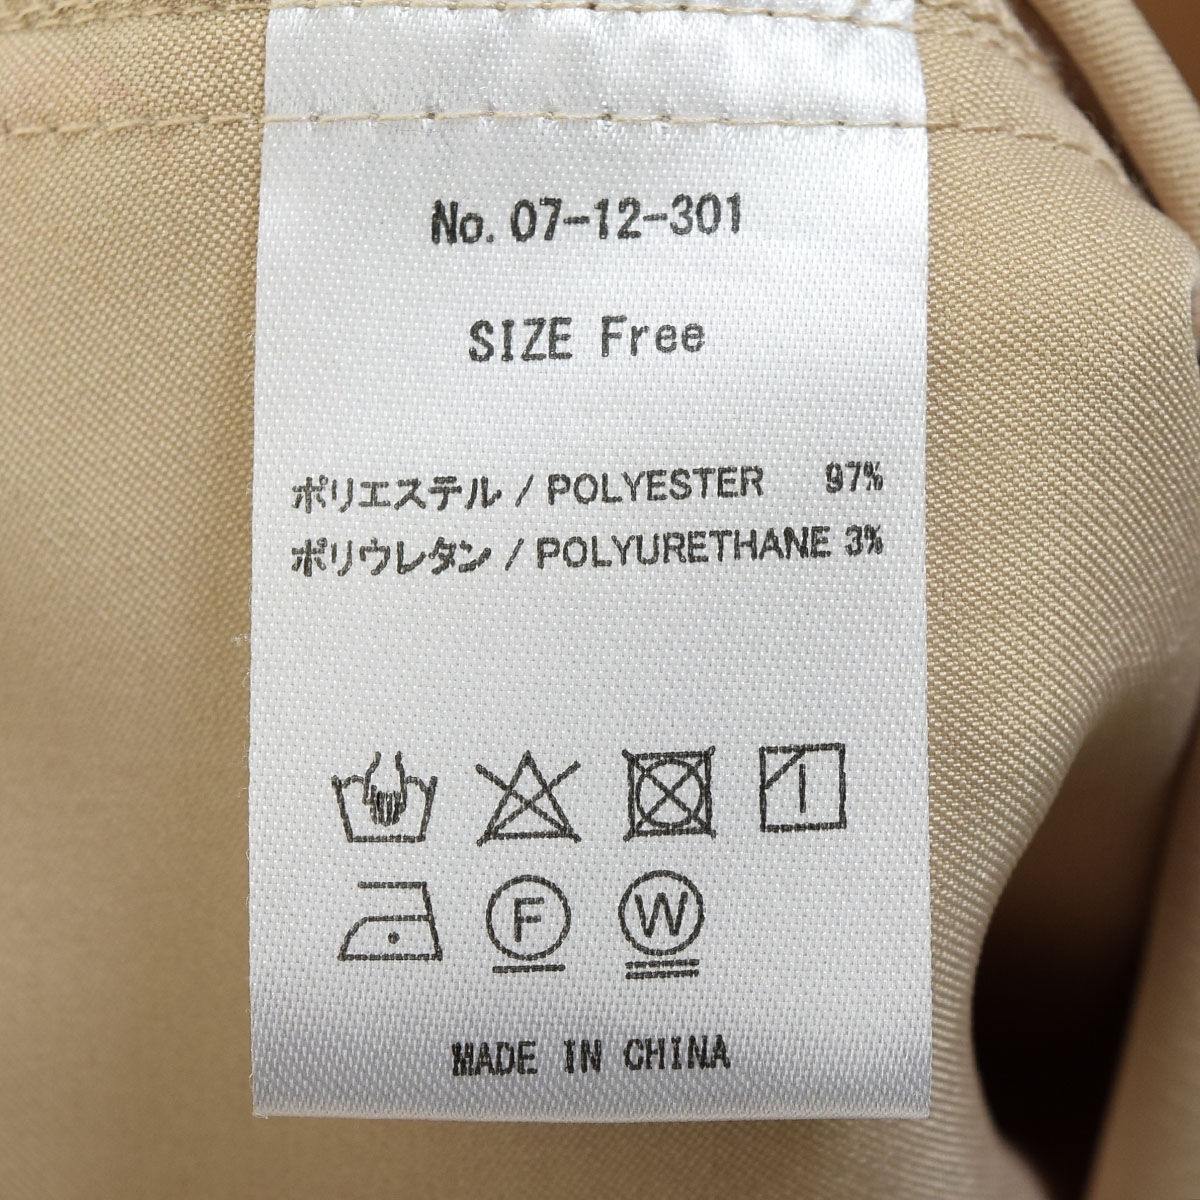 No. 07-12-301
SIZE Free
ポリエステル / POLYESTER 97%
ポリウレタン / POLYURETHANE 3%
F W
MADE IN CHINA